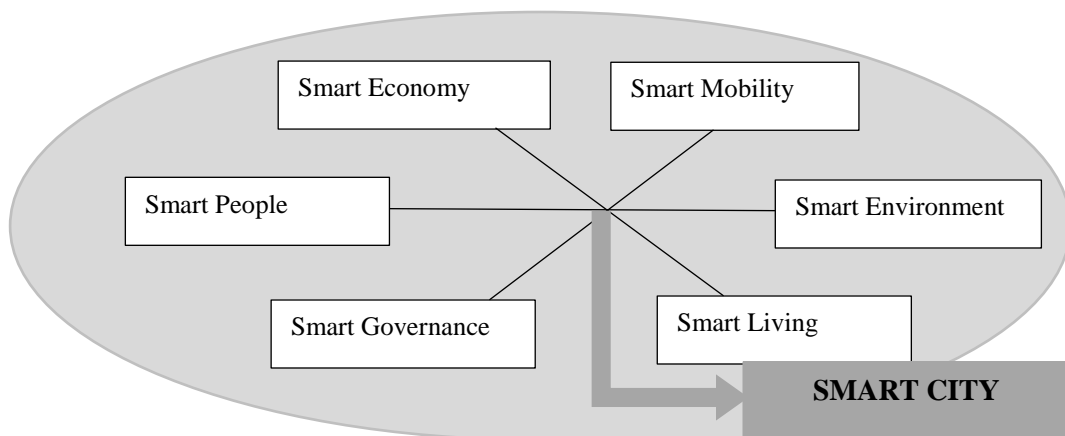 Smart Economy
Smart Mobility
Smart People
Smart Environment
Smart Governance
Smart Living
SMART CITY